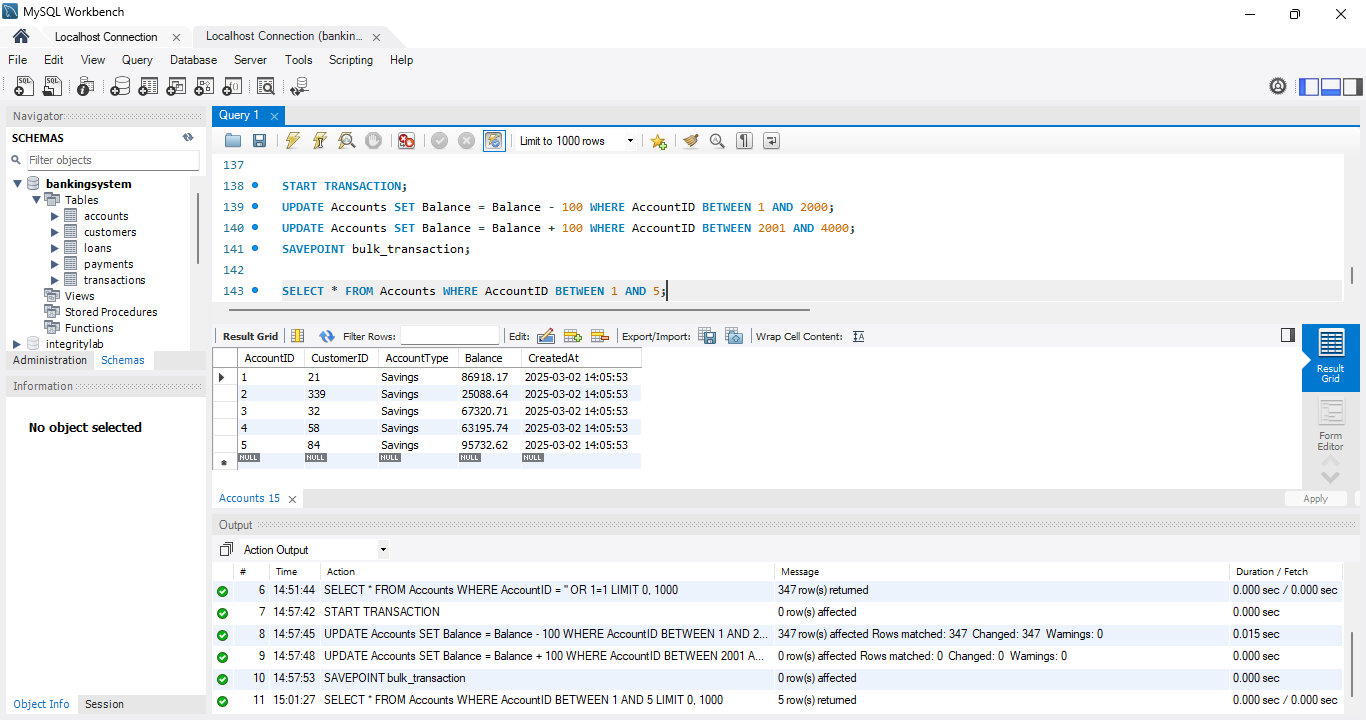 MySQL Workbench
Localhost Connection
Localhost Connection (bankin...
File Edit View Query Database Server Tools Scripting Help
Navigator
SCHEMAS
Filter objects
bankingsystem
Tables
accounts
customers
loans
payments
transactions
Views
Stored Procedures
Functions
integritylab
Administration Schemas
Information
No object selected
Object Info Session
Query 1
Limit to 1000 rows
137
138 START TRANSACTION;
139 UPDATE Accounts SET Balance = Balance - 100 WHERE AccountID BETWEEN 1 AND 2000;
140 UPDATE Accounts SET Balance = Balance + 100 WHERE AccountID BETWEEN 2001 AND 4000;
141 SAVEPOINT bulk_transaction;
142
143 SELECT * FROM Accounts WHERE AccountID BETWEEN 1 AND 5;
Result Grid Filter Rows: Edit: Export/Import: Wrap Cell Content:
AccountID CustomerID AccountType Balance CreatedAt
1 21 Savings 86918.17 2025-03-02 14:05:53
2 339 Savings 25088.64 2025-03-02 14:05:53
3 32 Savings 67320.71 2025-03-02 14:05:53
4 58 Savings 63195.74 2025-03-02 14:05:53
5 84 Savings 95732.62 2025-03-02 14:05:53
NULL NULL NULL NULL NULL
Result
Grid
Form
Editor
Accounts 15
Apply
Output
Action Output
# Time Action Message Duration / Fetch
6 14:51:44 SELECT * FROM Accounts WHERE AccountID = '' OR 1=1 LIMIT 0, 1000 347 row(s) returned 0.000 sec / 0.000 sec
7 14:57:42 START TRANSACTION 0 row(s) affected 0.000 sec
8 14:57:45 UPDATE Accounts SET Balance = Balance - 100 WHERE AccountID BETWEEN 1 AND 2... 347 row(s) affected Rows matched: 347 Changed: 347 Warnings: 0 0.015 sec
9 14:57:48 UPDATE Accounts SET Balance = Balance + 100 WHERE AccountID BETWEEN 2001 A... 0 row(s) affected Rows matched: 0 Changed: 0 Warnings: 0 0.000 sec
10 14:57:53 SAVEPOINT bulk_transaction 0 row(s) affected 0.000 sec
11 15:01:27 SELECT * FROM Accounts WHERE AccountID BETWEEN 1 AND 5 LIMIT 0, 1000 5 row(s) returned 0.000 sec / 0.000 sec